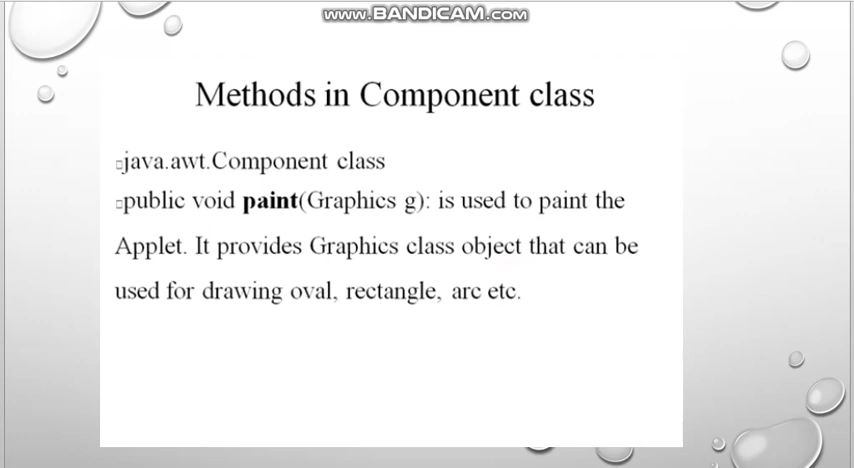 www.BANDICAM.com
Methods in Component class
java.awt.Component class
public void paint(Graphics g): is used to paint the
Applet. It provides Graphics class object that can be
used for drawing oval, rectangle, arc etc.